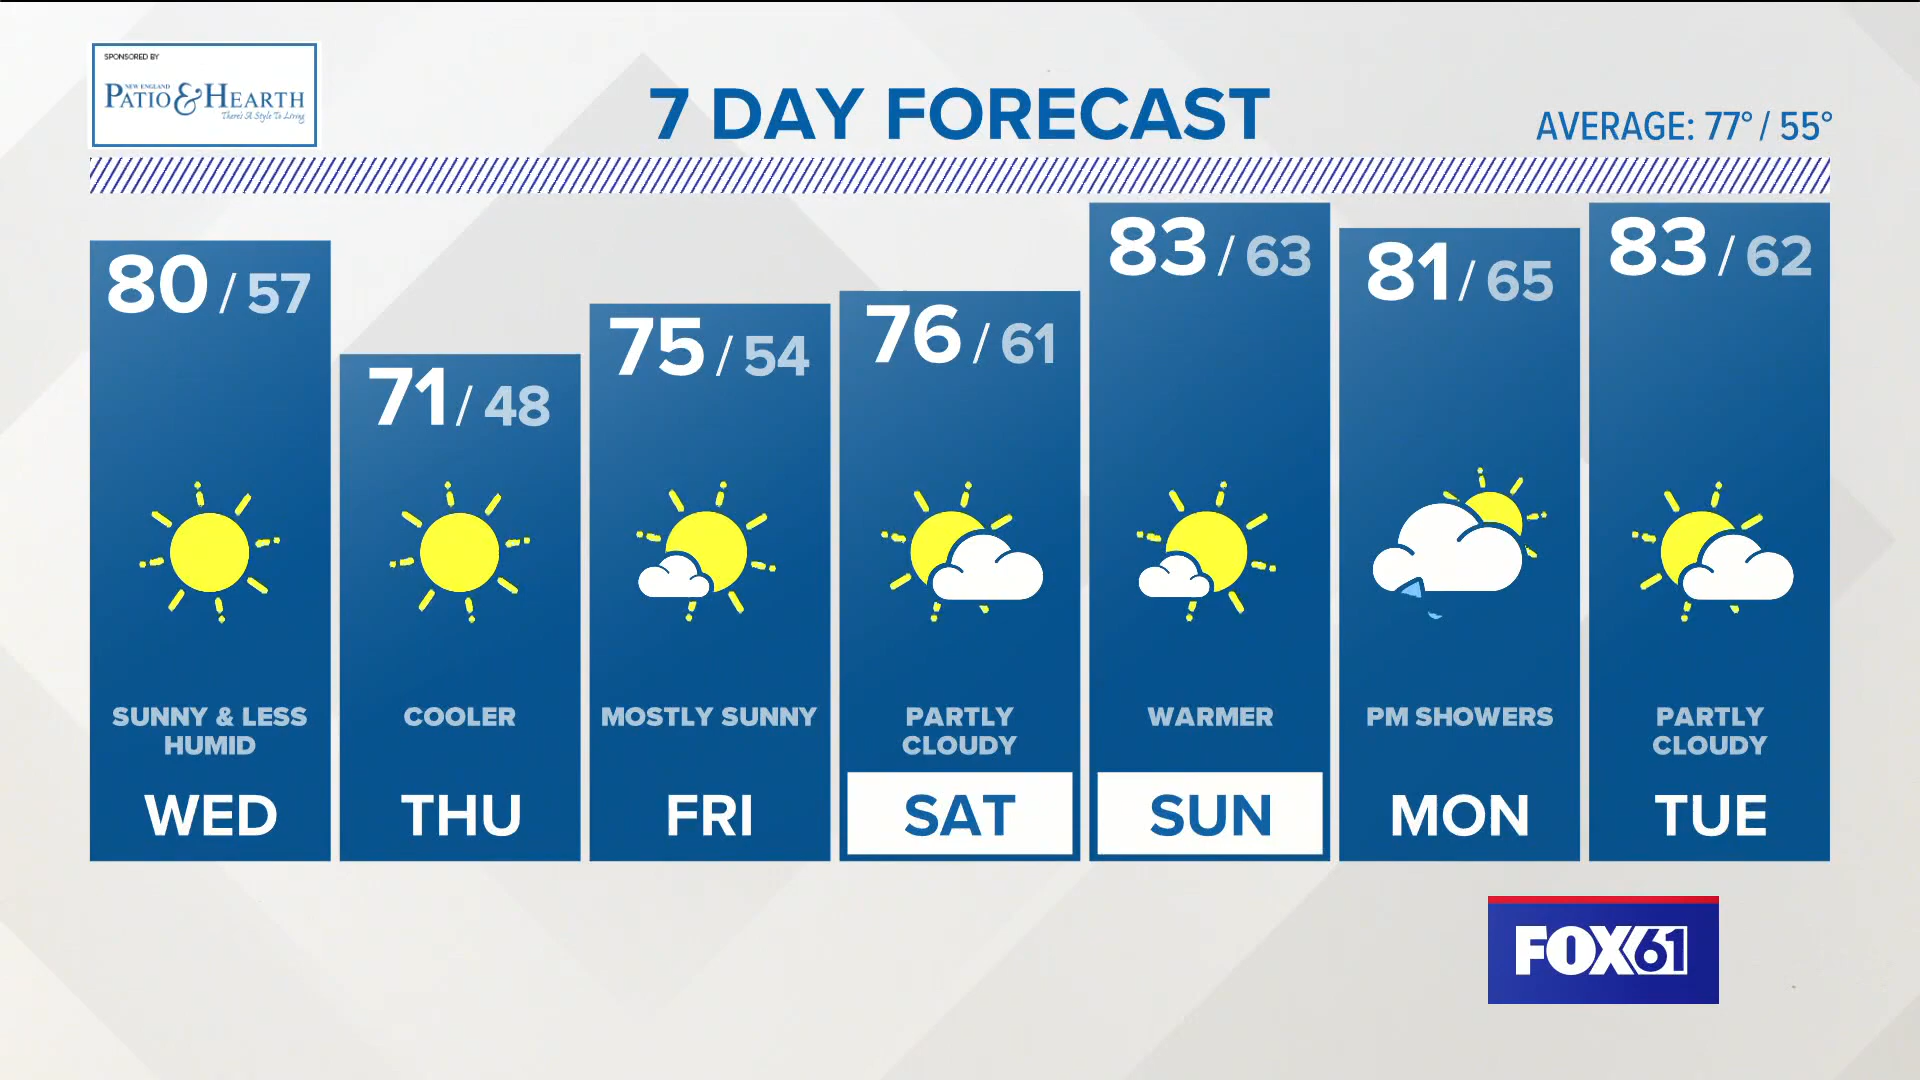 SPONSORED BY
NEW ENGLAND
PATIO & HEARTH
There's A Style To Living
7 DAY FORECAST
AVERAGE: 77° / 55°
80 / 57
SUNNY & LESS
HUMID
WED
71 / 48
COOLER
THU
75 / 54
MOSTLY SUNNY
FRI
76 / 61
PARTLY
CLOUDY
SAT
83 / 63
WARMER
SUN
81 / 65
PM SHOWERS
MON
83 / 62
PARTLY
CLOUDY
TUE
FOX61